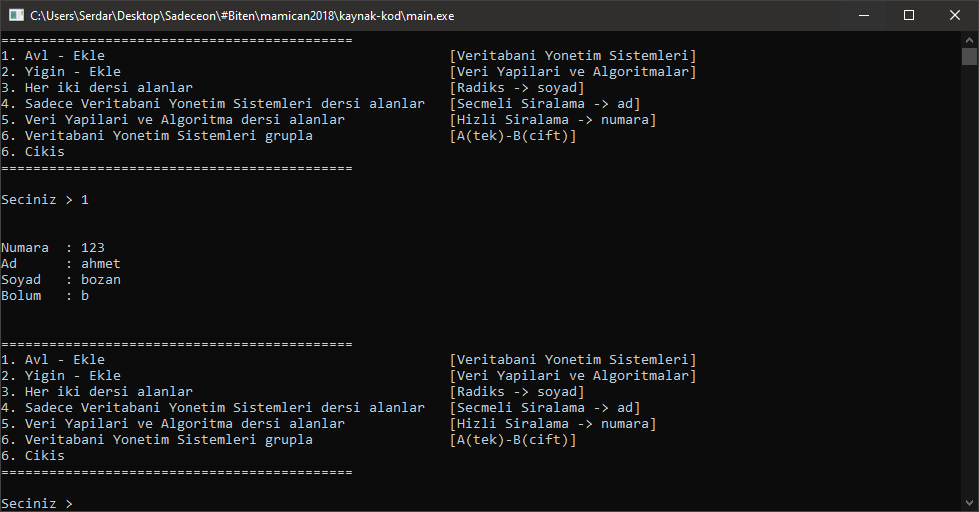 C:\Users\Serdar\Desktop\Sadeceon\#Biten\mamican2018\kaynak-kod\main.exe
============================================
1. Avl - Ekle [Veritabani Yonetim Sistemleri]
2. Yigin - Ekle [Veri Yapilari ve Algoritmalar]
3. Her iki dersi alanlar [Radiks -> soyad]
4. Sadece Veritabani Yonetim Sistemleri dersi alanlar [Secmeli Siralama -> ad]
5. Veri Yapilari ve Algoritma dersi alanlar [Hizli Siralama -> numara]
6. Veritabani Yonetim Sistemleri grupla [A(tek)-B(cift)]
6. Cikis
============================================
Seciniz > 1
Numara : 123
Ad : ahmet
Soyad : bozan
Bolum : b
============================================
1. Avl - Ekle [Veritabani Yonetim Sistemleri]
2. Yigin - Ekle [Veri Yapilari ve Algoritmalar]
3. Her iki dersi alanlar [Radiks -> soyad]
4. Sadece Veritabani Yonetim Sistemleri dersi alanlar [Secmeli Siralama -> ad]
5. Veri Yapilari ve Algoritma dersi alanlar [Hizli Siralama -> numara]
6. Veritabani Yonetim Sistemleri grupla [A(tek)-B(cift)]
6. Cikis
============================================
Seciniz >